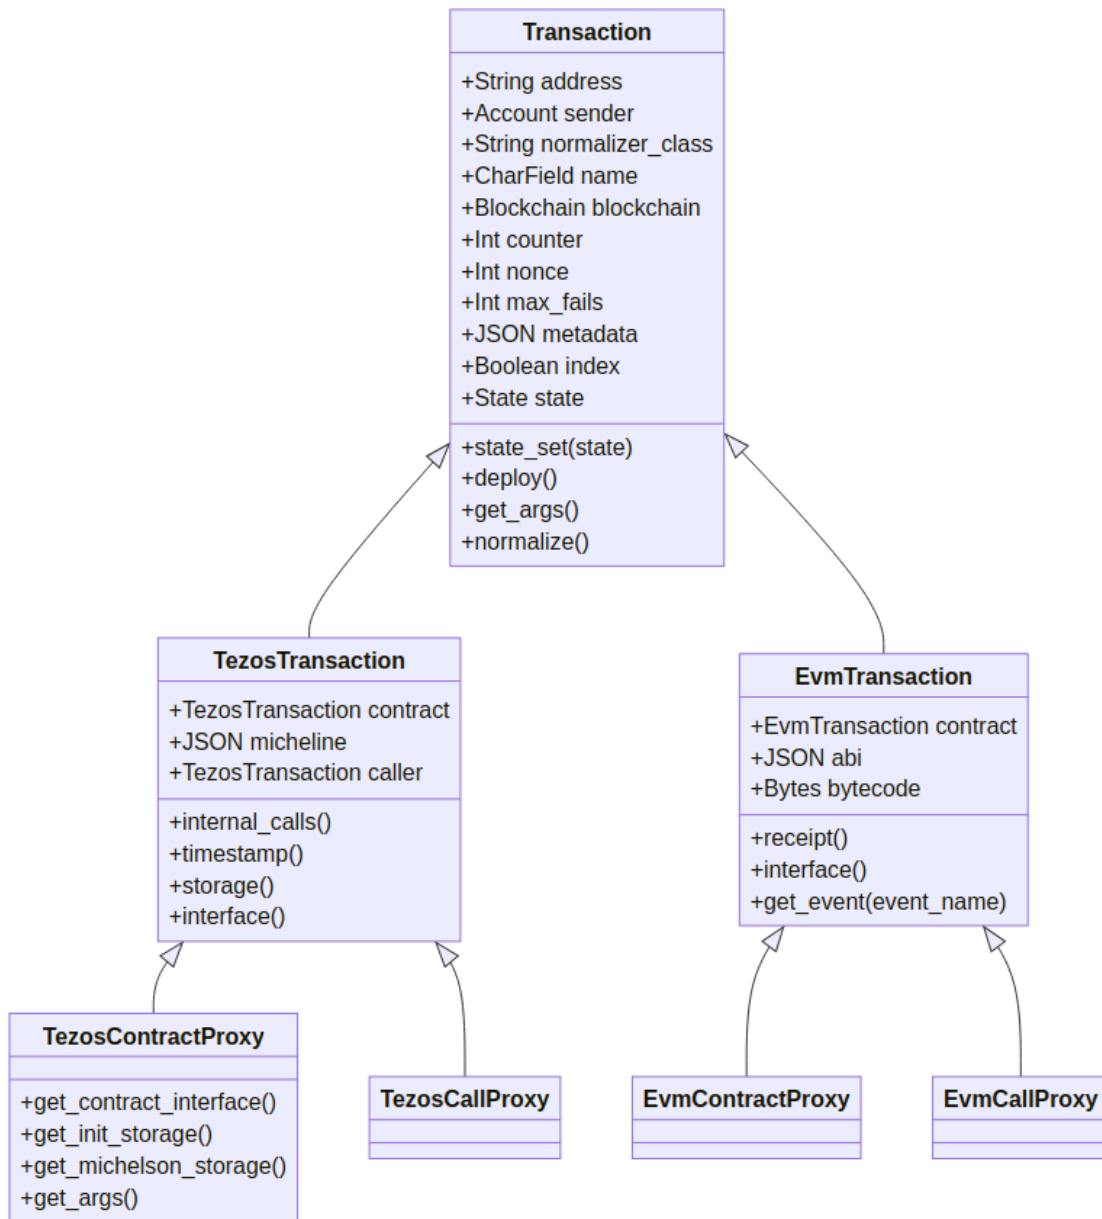 Transaction
+String address
+Account sender
+String normalizer_class
+CharField name
+Blockchain blockchain
+Int counter
+Int nonce
+Int max_fails
+JSON metadata
+Boolean index
+State state
+state_set(state)
+deploy()
+get_args()
+normalize()
TezosTransaction
+TezosTransaction contract
+JSON micheline
+TezosTransaction caller
+internal_calls()
+timestamp()
+storage()
+interface()
EvmTransaction
+EvmTransaction contract
+JSON abi
+Bytes bytecode
+receipt()
+interface()
+get_event(event_name)
TezosContractProxy
+get_contract_interface()
+get_init_storage()
+get_michelson_storage()
+get_args()
TezosCallProxy
EvmContractProxy
EvmCallProxy